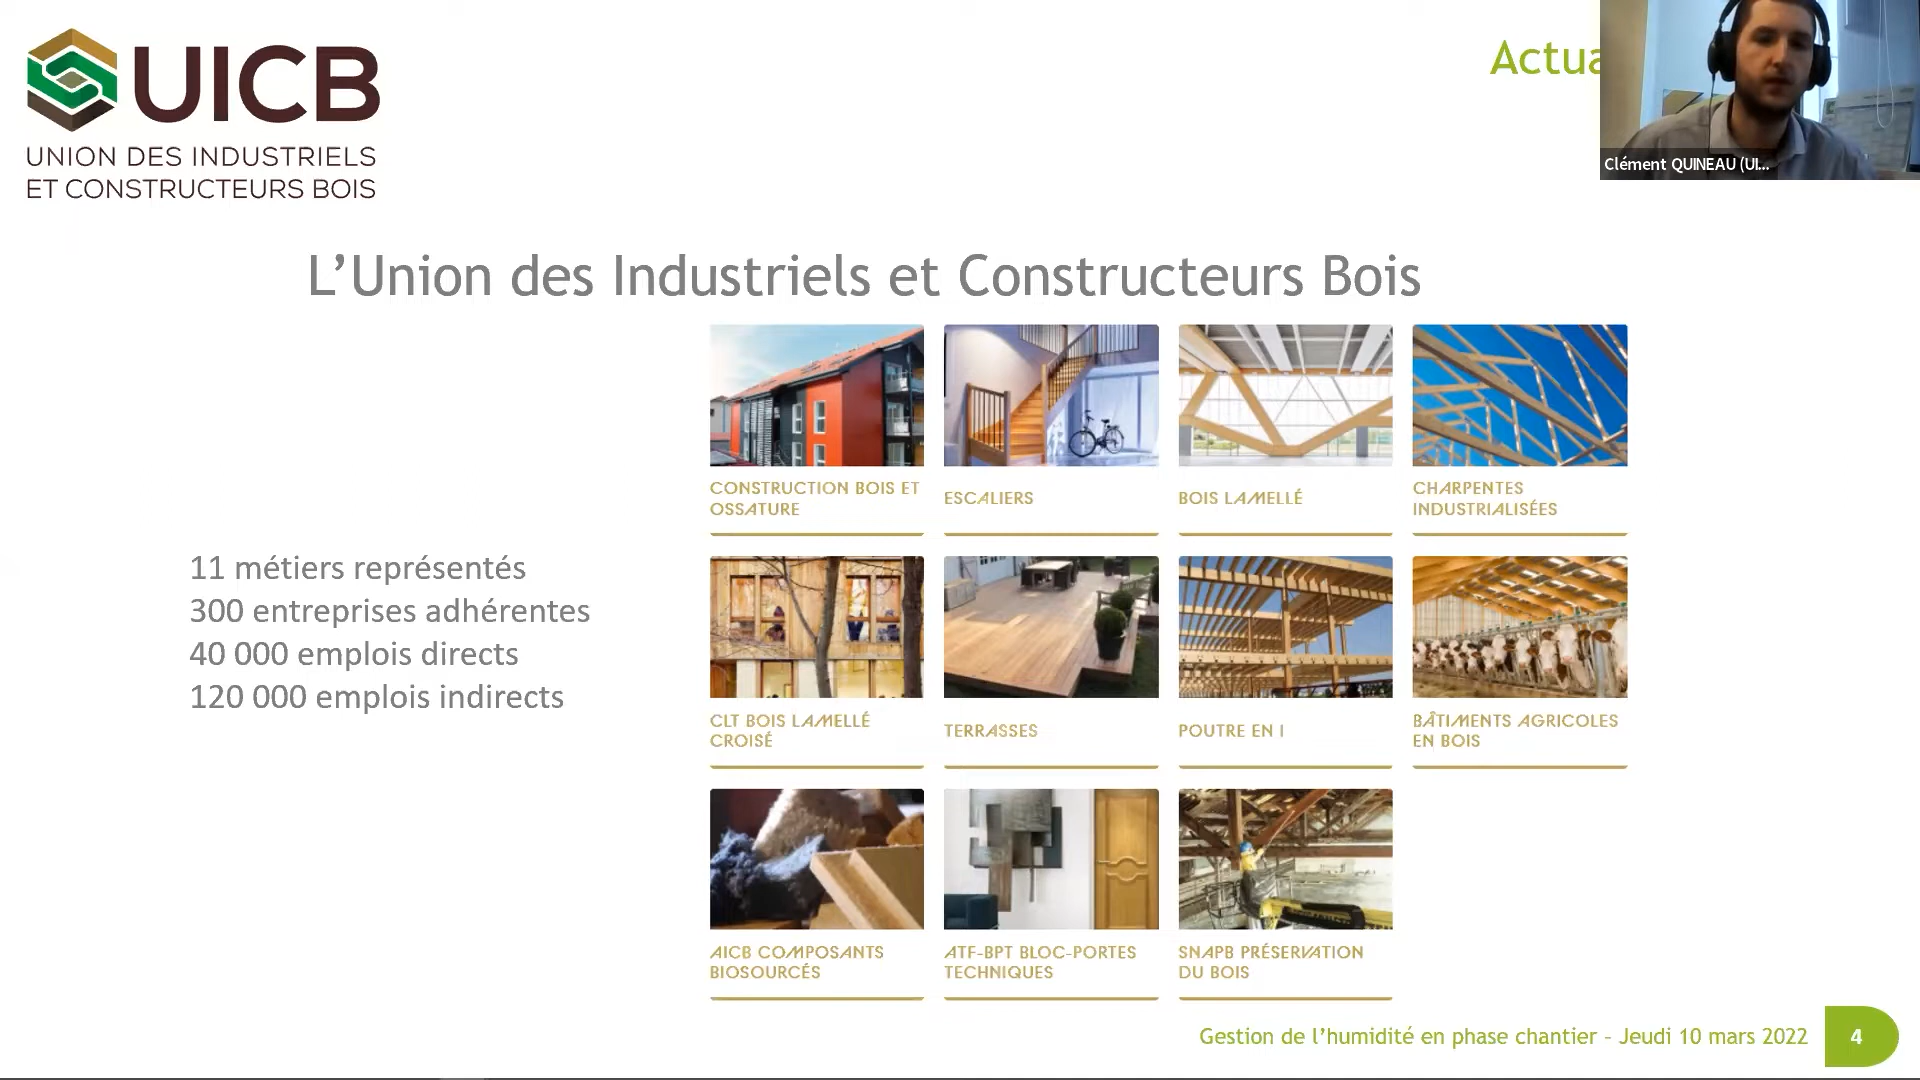 UICB
UNION DES INDUSTRIELS
ET CONSTRUCTEURS BOIS
Clément QUINEAU (UI...
L’Union des Industriels et Constructeurs Bois
11 métiers représentés
300 entreprises adhérentes
40 000 emplois directs
120 000 emplois indirects
CONSTRUCTION BOIS ET
OSSATURE
ESCALIERS
BOIS LAMELLÉ
CHARPENTES
INDUSTRIALISÉES
CLT BOIS LAMELLÉ
CROISÉ
TERRASSES
POUTRE EN I
BÂTIMENTS AGRICOLES
EN BOIS
AICB COMPOSANTS
BIOSOURCÉS
ATF-BPT BLOC-PORTES
TECHNIQUES
SNAPB PRÉSERVATION
DU BOIS
Gestion de l’humidité en phase chantier – Jeudi 10 mars 2022
4